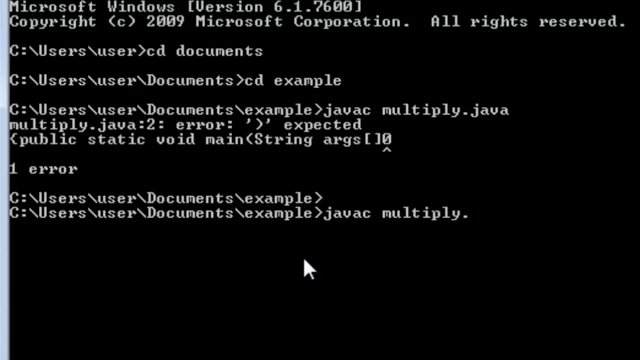 Microsoft Windows [Version 6.1.7600]
Copyright (c) 2009 Microsoft Corporation. All rights reserved.
C:\Users\user>cd documents
C:\Users\user\Documents>cd example
C:\Users\user\Documents\example>javac multiply.java
multiply.java:2: error: ')' expected
{public static void main(String args[]0
^
1 error
C:\Users\user\Documents\example>
C:\Users\user\Documents\example>javac multiply.